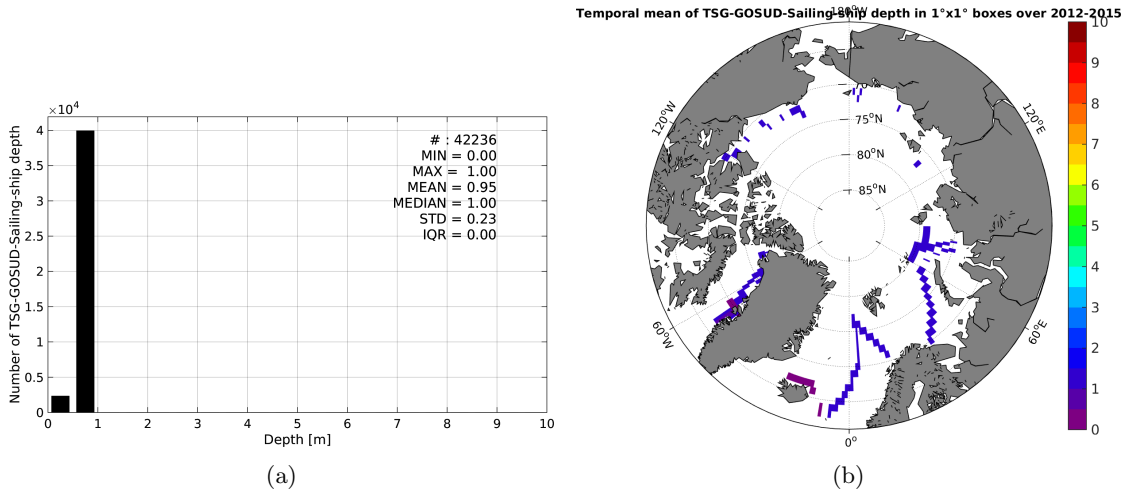 ×10⁴
4
3.5
3
2.5
2
1.5
1
0.5
0
0 1 2 3 4 5 6 7 8 9 10
Number of TSG-GOSUD-Sailing-ship depth
Depth [m]
# : 42236
MIN = 0.00
MAX = 1.00
MEAN = 0.95
MEDIAN = 1.00
STD = 0.23
IQR = 0.00
(a)
Temporal mean of TSG-GOSUD-Sailing-ship depth in 1°x1° boxes over 2012-2015
180°W
120°W
120°E
75°N
80°N
85°N
60°W
60°E
0°
10
9
8
7
6
5
4
3
2
1
0
(b)